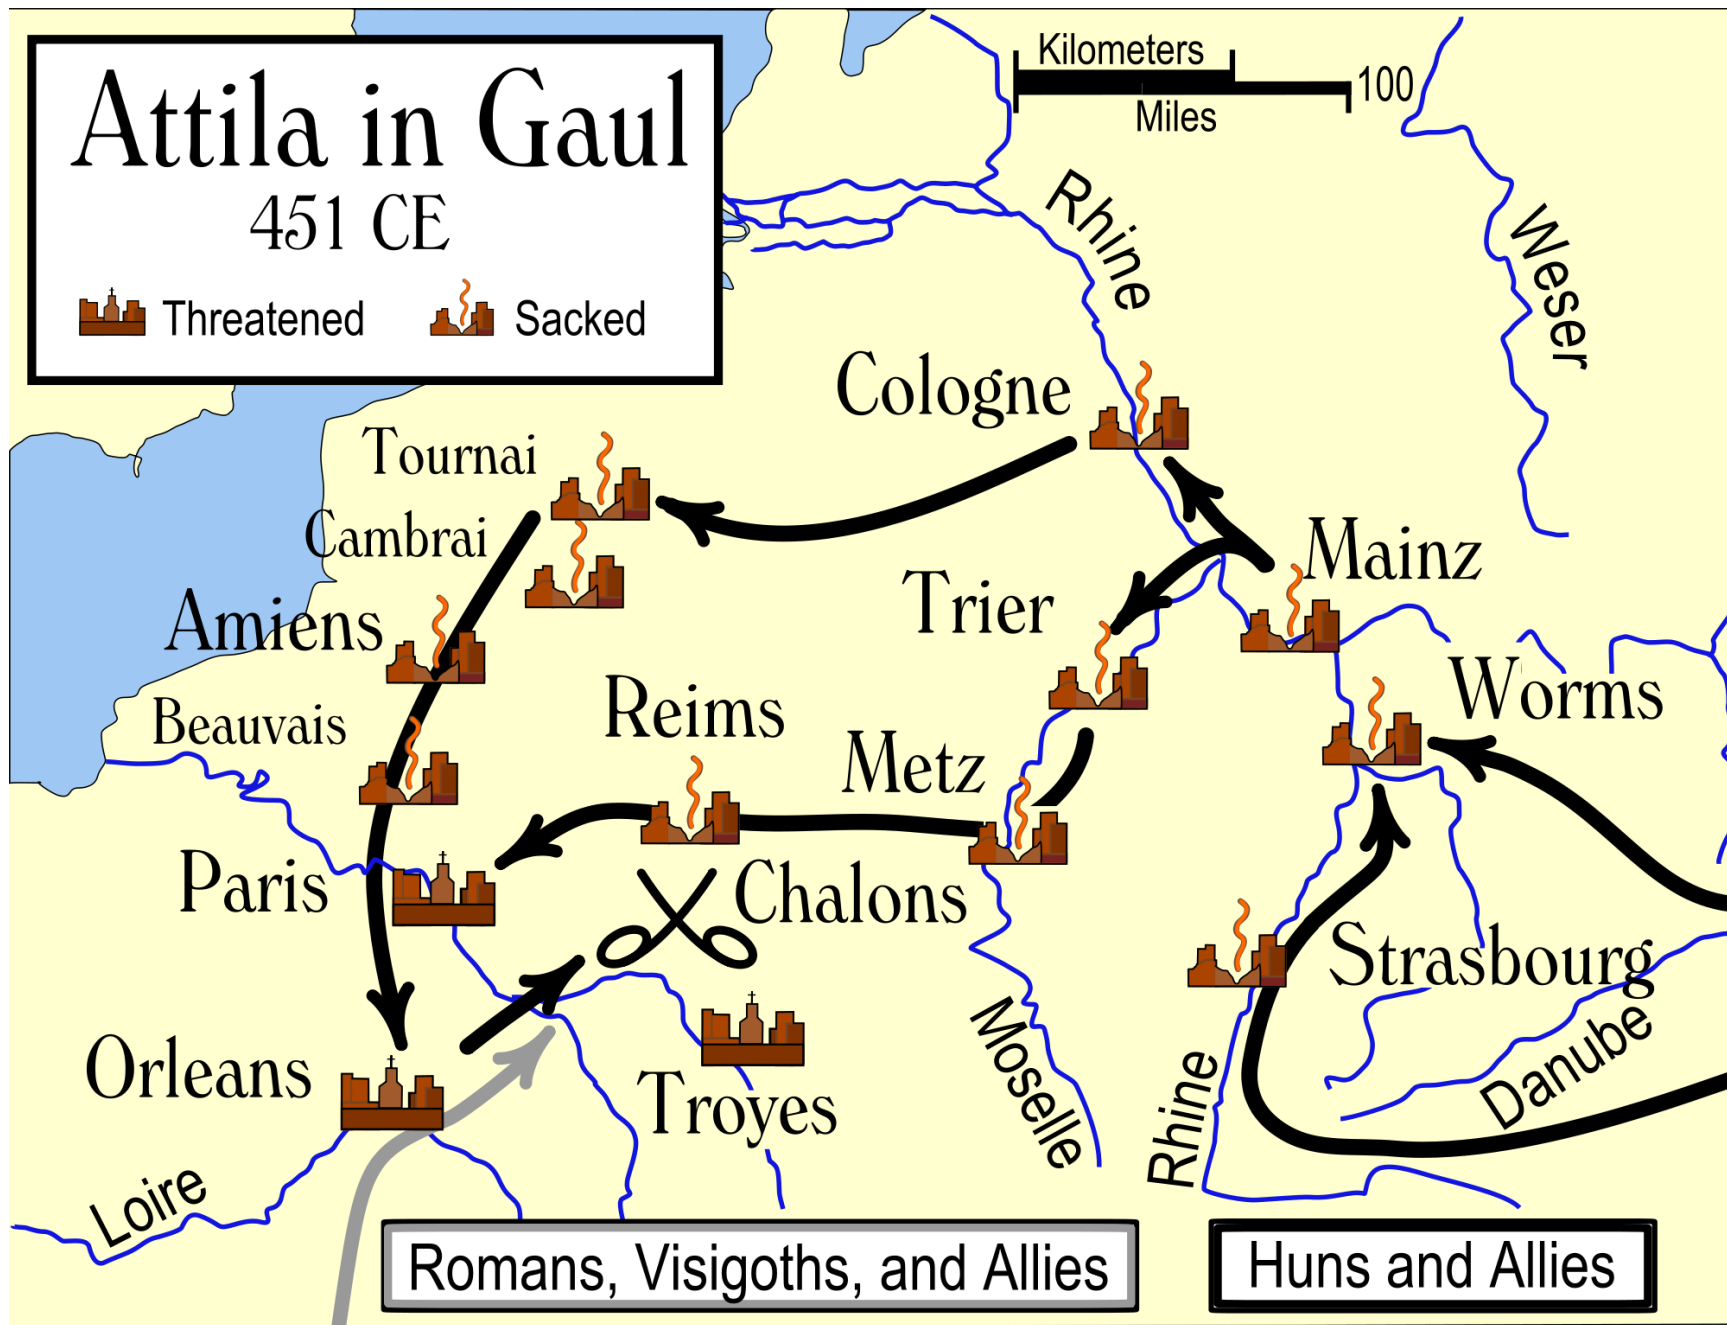 Attila in Gaul
451 CE
Threatened
Sacked
Kilometers
100
Miles
Rhine
Weser
Cologne
Tournai
Cambrai
Mainz
Trier
Amiens
Worms
Reims
Beauvais
Metz
Paris
Chalons
Strasbourg
Orleans
Troyes
Moselle
Danube
Rhine
Loire
Romans, Visigoths, and Allies
Huns and Allies